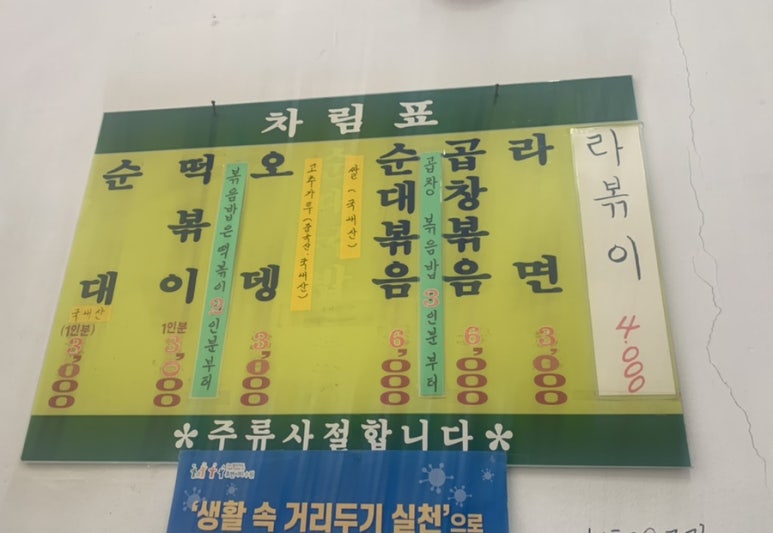 차림표
순대
국내산
(1인분)
3,000
떡볶이
1인분
3,000
볶음밥은 떡볶이 2인분부터
오뎅
3,000
고추가루(중국산·국내산)
쌀(국내산)
순대볶음
6,000
곱창 볶음밥 3인분 부터
곱창볶음
6,000
라면
3,000
라볶이
4,000
*주류사절합니다*
'생활 속 거리두기 실천'으로